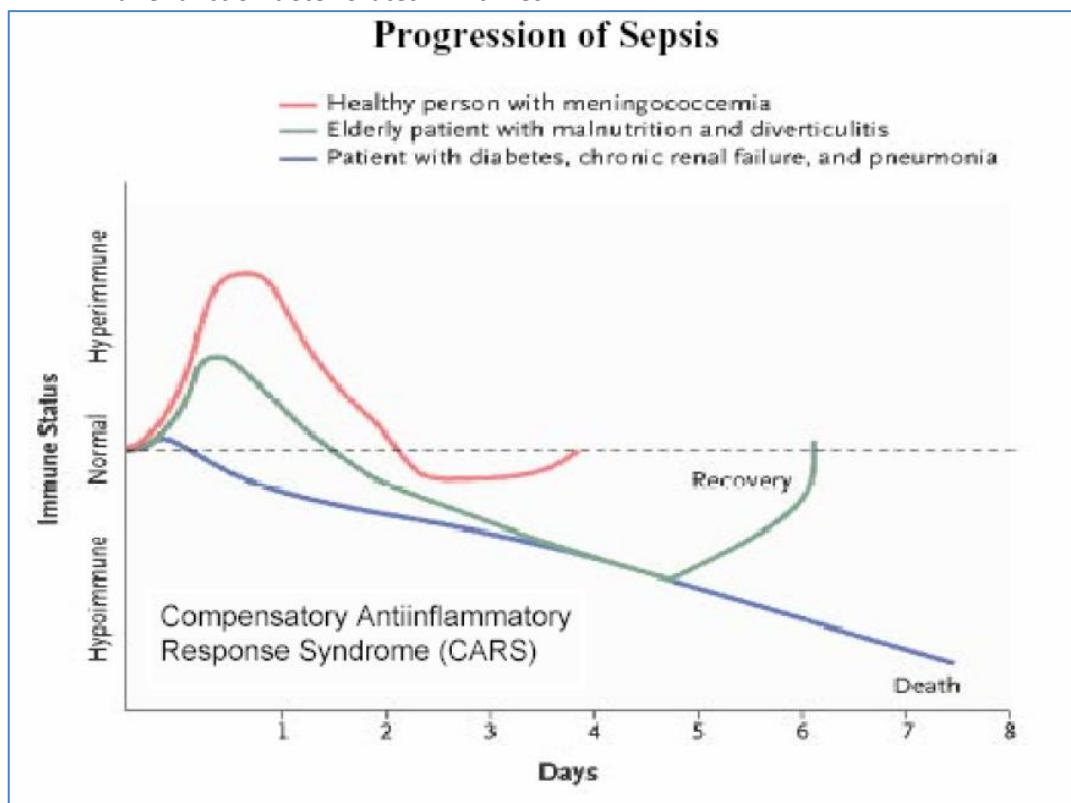 Progression of Sepsis
Healthy person with meningococcemia
Elderly patient with malnutrition and diverticulitis
Patient with diabetes, chronic renal failure, and pneumonia
Immune Status
Hyperimmune
Normal
Hypoimmune
Recovery
Compensatory Antiinflammatory
Response Syndrome (CARS)
Death
1 2 3 4 5 6 7 8
Days